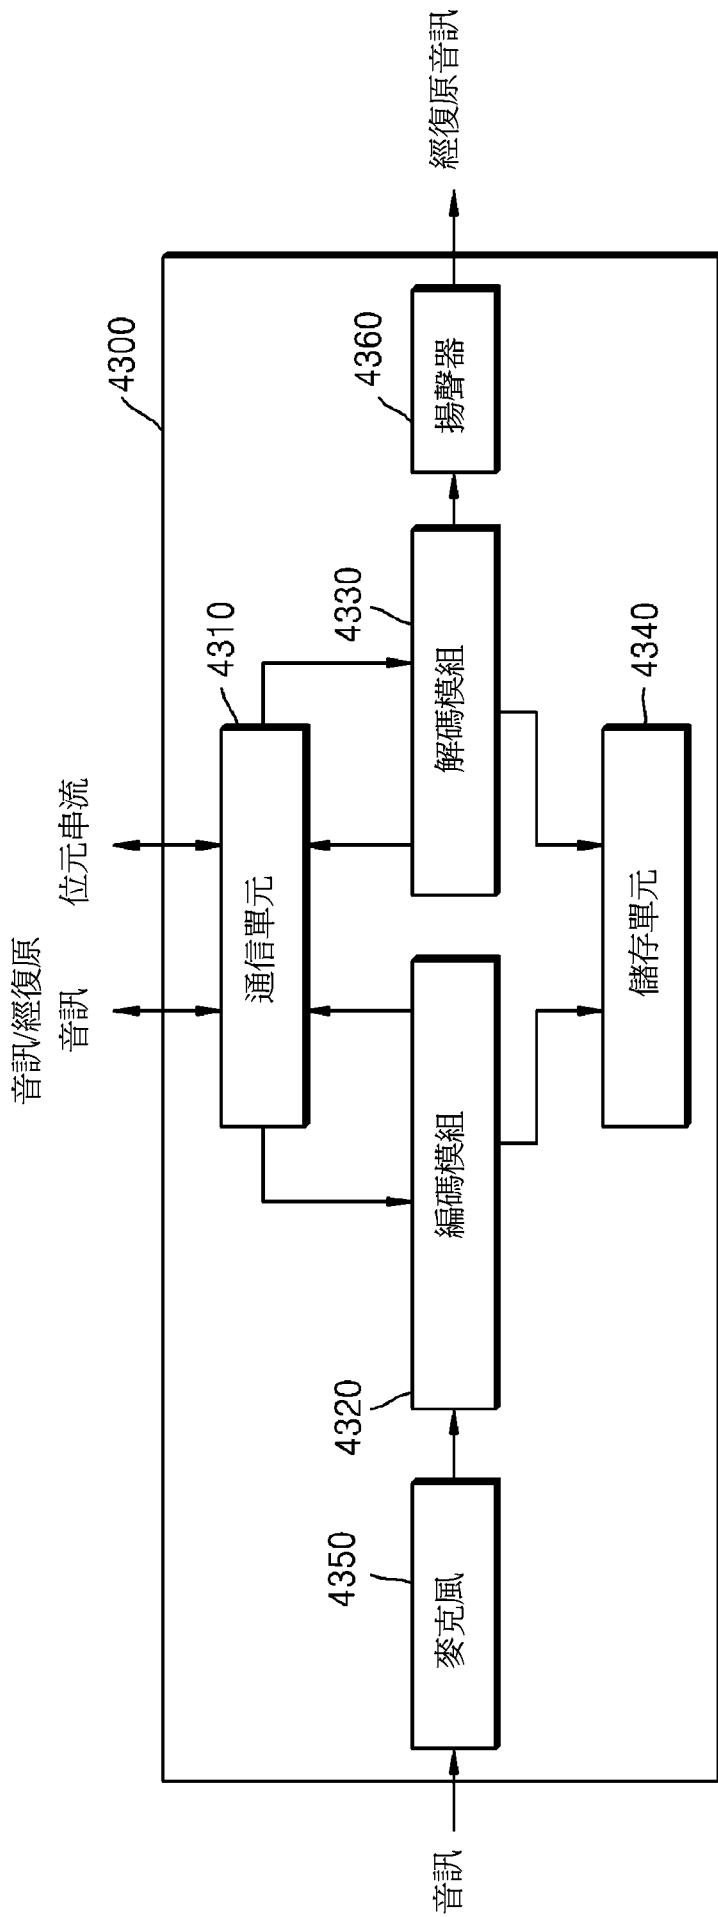 音訊/經復原
音訊
位元串流
4300
4310
通信單元
音訊
4350
麥克風
4320
編碼模組
4330
解碼模組
4360
揚聲器
經復原音訊
4340
儲存單元